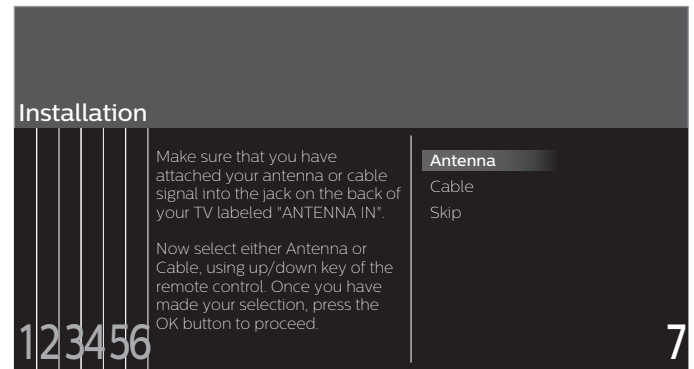 Installation
Make sure that you have
attached your antenna or cable
signal into the jack on the back of
your TV labeled "ANTENNA IN".
Now select either Antenna or
Cable, using up/down key of the
remote control. Once you have
made your selection, press the
OK button to proceed.
Antenna
Cable
Skip
123456
7